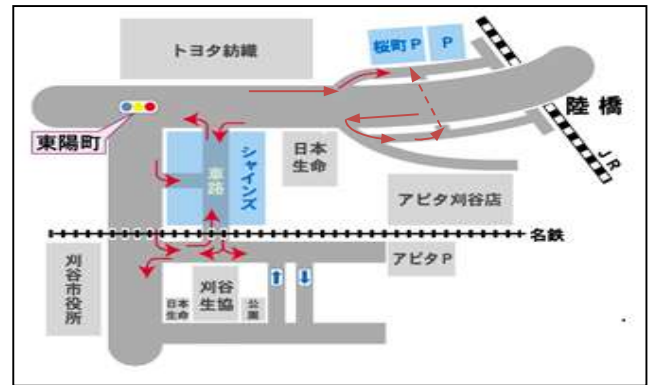 トヨタ紡織
桜町P
P
陸橋
東陽町
JR
日本
生命
シャインズ
車路
アピタ刈谷店
名鉄
アピタP
刈谷市役所
刈谷
生協
日本
生命
公園